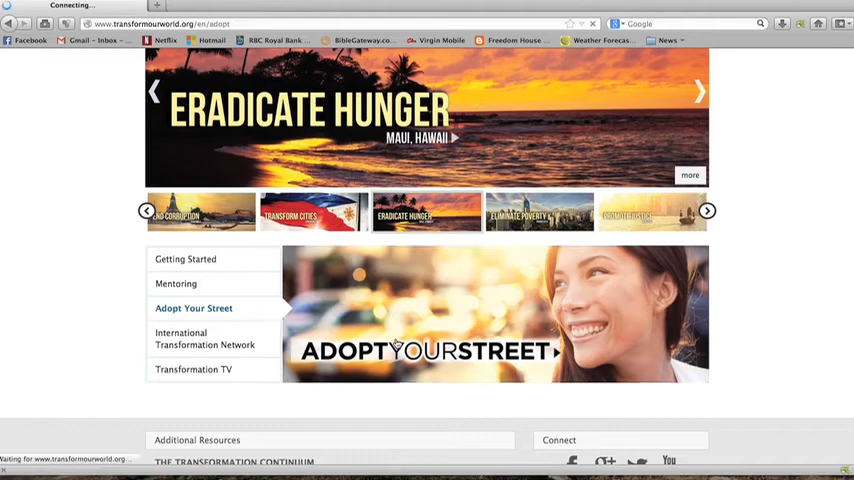 Connecting...
www.transformourworld.org/en/adopt
Google
Facebook
Gmail - Inbox - ...
Netflix
Hotmail
RBC Royal Bank ...
BibleGateway.co...
Virgin Mobile
Freedom House ...
Weather Forecas...
News
ERADICATE HUNGER
MAUI, HAWAII
more
END CORRUPTION
TRANSFORM CITIES
ERADICATE HUNGER
ELIMINATE POVERTY
PROMOTE JUSTICE
Getting Started
Mentoring
Adopt Your Street
International
Transformation Network
Transformation TV
ADOPTYOURSTREET
Additional Resources
Connect
THE TRANSFORMATION CONTINUUM
You
Waiting for www.transformourworld.org...